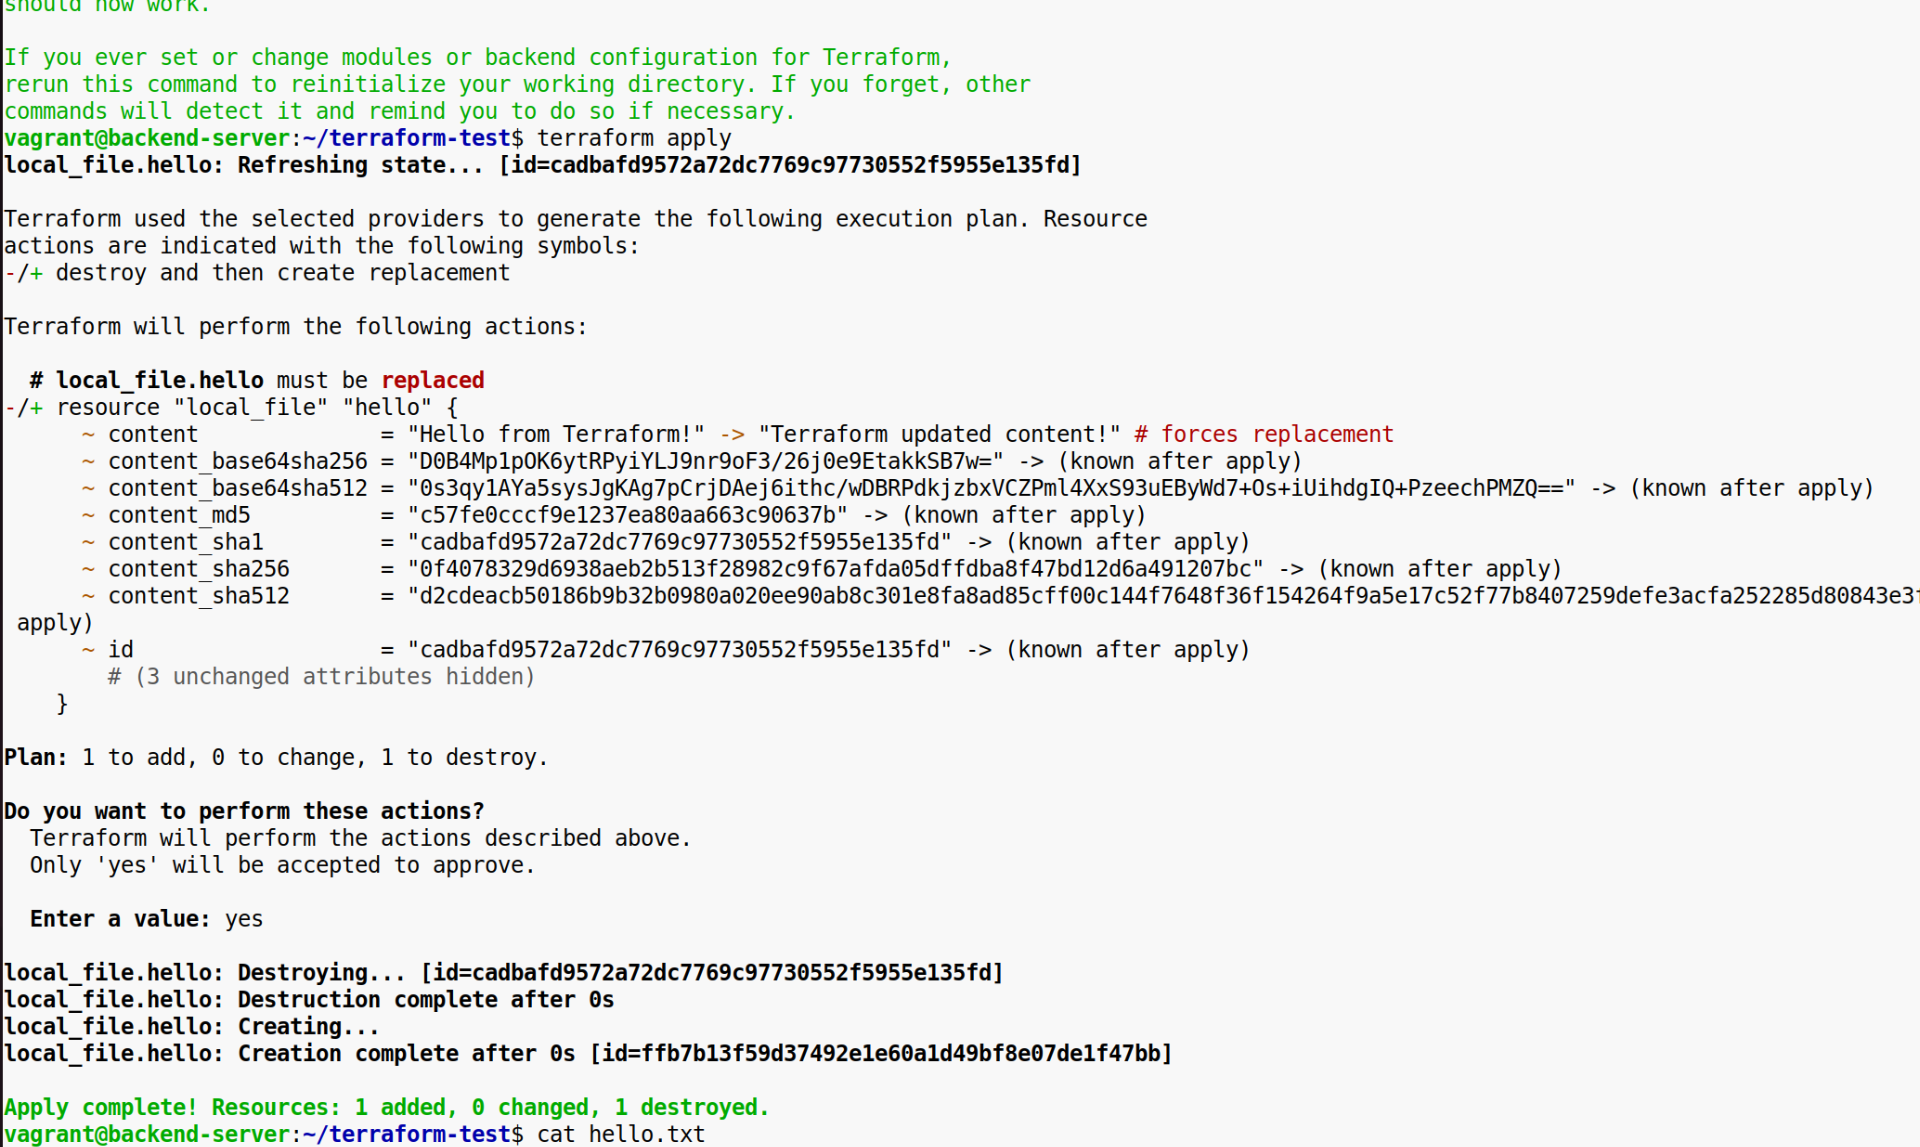 should now work.
If you ever set or change modules or backend configuration for Terraform,
rerun this command to reinitialize your working directory. If you forget, other
commands will detect it and remind you to do so if necessary.
vagrant@backend-server:~/terraform-test$ terraform apply
local_file.hello: Refreshing state... [id=cadbafd9572a72dc7769c97730552f5955e135fd]
Terraform used the selected providers to generate the following execution plan. Resource
actions are indicated with the following symbols:
-/+ destroy and then create replacement
Terraform will perform the following actions:
# local_file.hello must be replaced
-/+ resource "local_file" "hello" {
~ content = "Hello from Terraform!" -> "Terraform updated content!" # forces replacement
~ content_base64sha256 = "D0B4Mp1pOK6ytRPyiYLJ9nr9oF3/26j0e9EtakkSB7w=" -> (known after apply)
~ content_base64sha512 = "0s3qy1AYa5sysJgKAg7pCrjDAej6ithc/wDBRPdkjzbxVCZPml4XxS93uEByWd7+Os+iUihdgIQ+PzeechPMZQ==" -> (known after apply)
~ content_md5 = "c57fe0cccf9e1237ea80aa663c90637b" -> (known after apply)
~ content_sha1 = "cadbafd9572a72dc7769c97730552f5955e135fd" -> (known after apply)
~ content_sha256 = "0f4078329d6938aeb2b513f28982c9f67afda05dffdba8f47bd12d6a491207bc" -> (known after apply)
~ content_sha512 = "d2cdeacb50186b9b32b0980a020ee90ab8c301e8fa8ad85cff00c144f7648f36f154264f9a5e17c52f77b8407259defe3acfa252285d80843e3f
apply)
~ id = "cadbafd9572a72dc7769c97730552f5955e135fd" -> (known after apply)
# (3 unchanged attributes hidden)
}
Plan: 1 to add, 0 to change, 1 to destroy.
Do you want to perform these actions?
Terraform will perform the actions described above.
Only 'yes' will be accepted to approve.
Enter a value: yes
local_file.hello: Destroying... [id=cadbafd9572a72dc7769c97730552f5955e135fd]
local_file.hello: Destruction complete after 0s
local_file.hello: Creating...
local_file.hello: Creation complete after 0s [id=ffb7b13f59d37492e1e60a1d49bf8e07de1f47bb]
Apply complete! Resources: 1 added, 0 changed, 1 destroyed.
vagrant@backend-server:~/terraform-test$ cat hello.txt